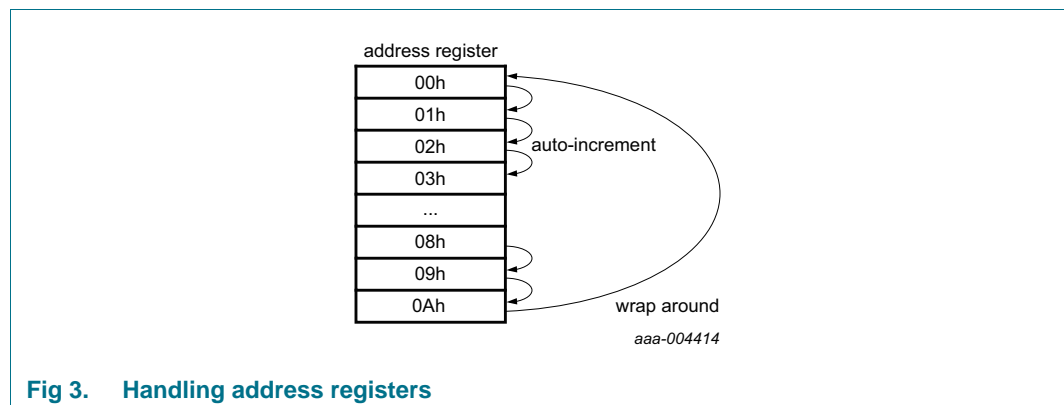 address register
00h
01h
02h
auto-increment
03h
...
08h
09h
0Ah
wrap around
aaa-004414
Fig 3. Handling address registers